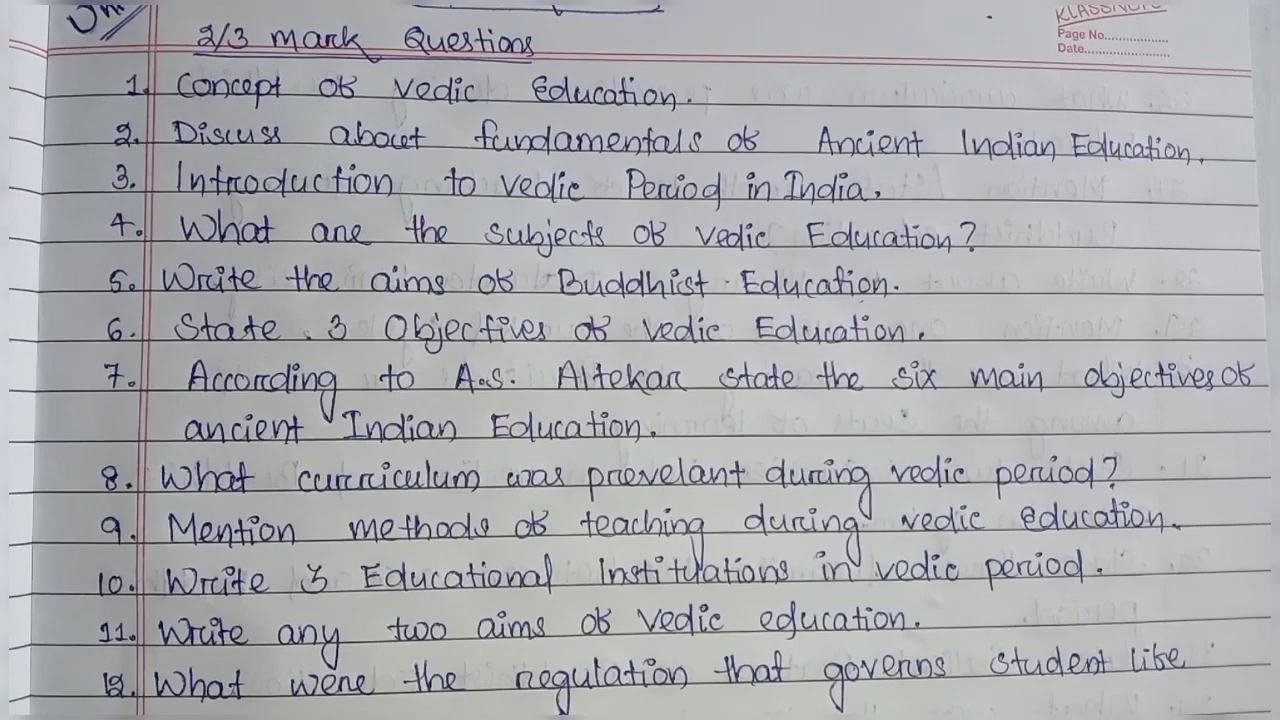 2/3 Mark Questions
KLASSMATE
Page No..................
Date........................
1. Concept of Vedic Education.
2. Discuss about fundamentals of Ancient Indian Education.
3. Introduction to Vedic Period in India.
4. What are the subjects of Vedic Education?
5. Write the aims of Buddhist Education.
6. State 3 Objectives of Vedic Education.
7. According to A.S. Altekar state the six main objectives of
ancient Indian Education.
8. What curriculum was prevelant during vedic period?
9. Mention methods of teaching during vedic education.
10. Write 3 Educational Institutations in vedic period.
11. Write any two aims of vedic education.
12. What were the regulation that governs student life